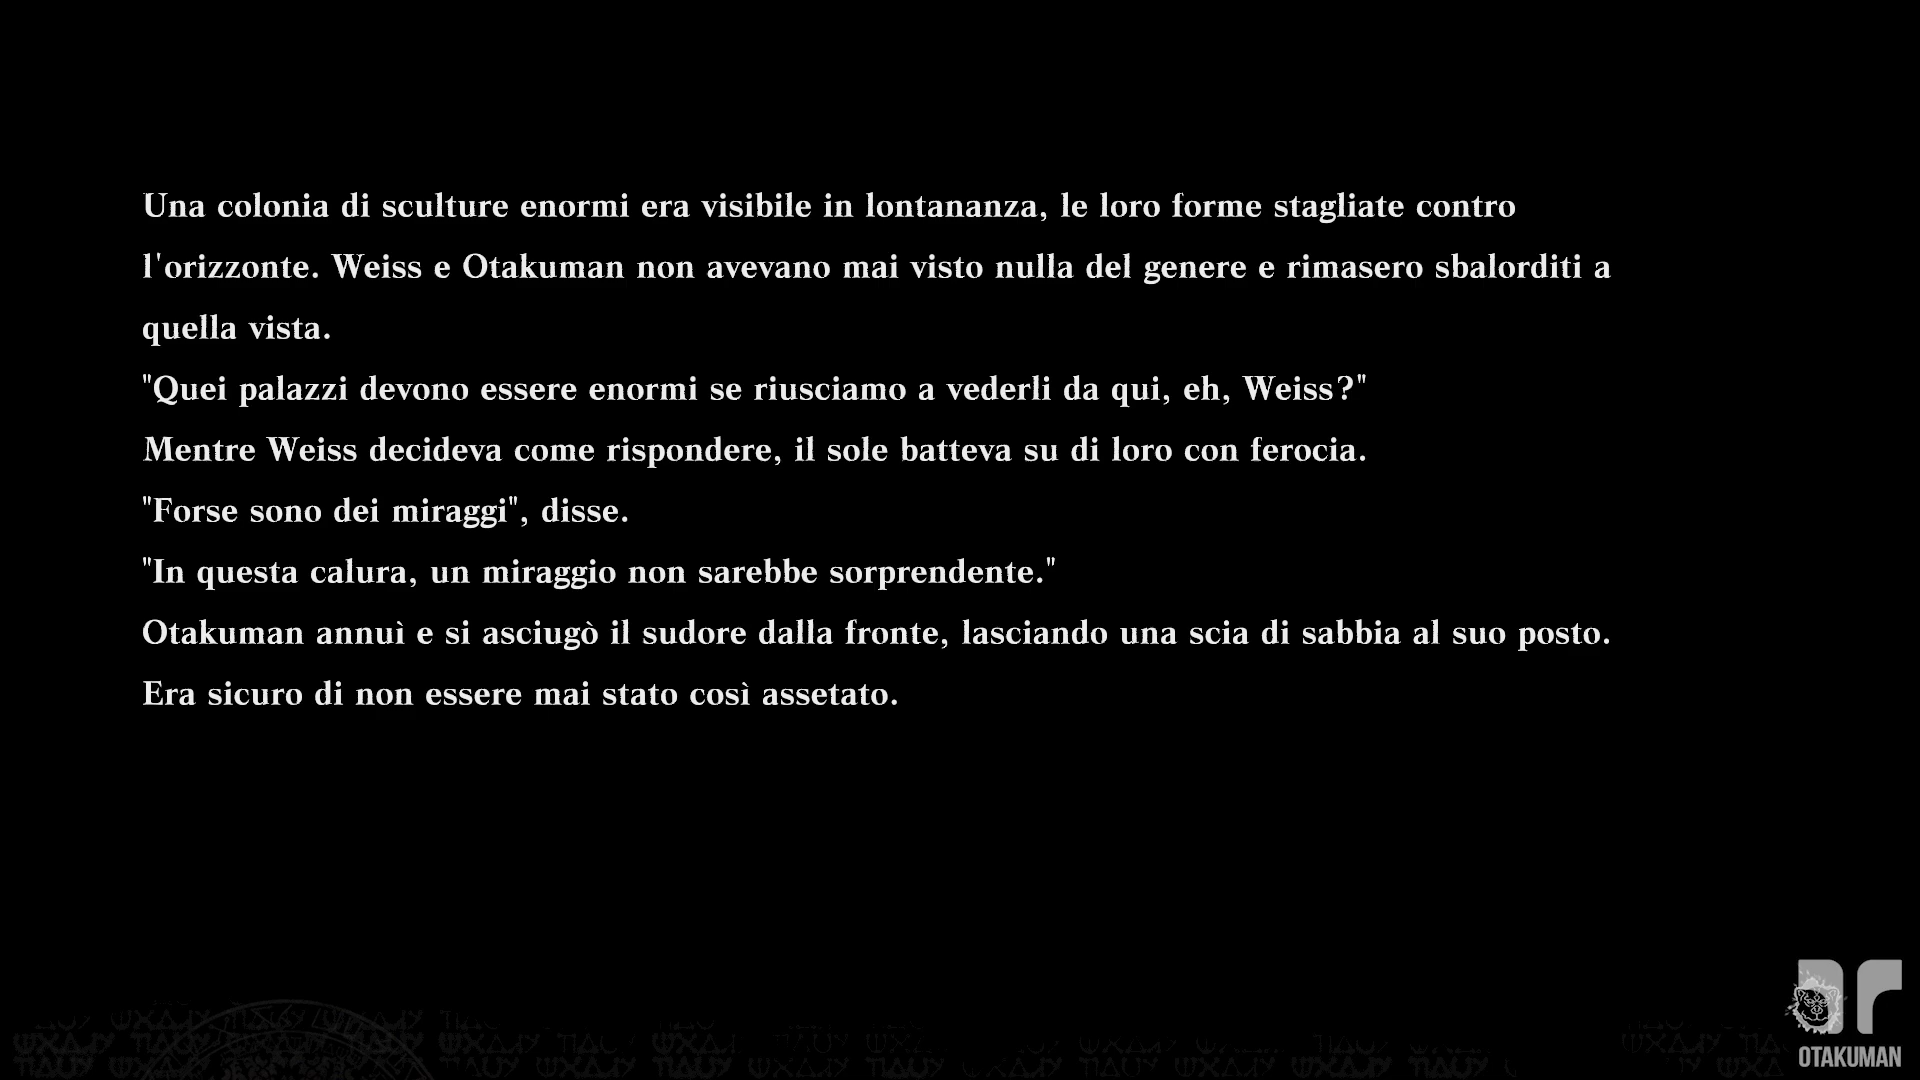 Una colonia di sculture enormi era visibile in lontananza, le loro forme stagliate contro
l'orizzonte. Weiss e Otakuman non avevano mai visto nulla del genere e rimasero sbalorditi a
quella vista.
"Quei palazzi devono essere enormi se riusciamo a vederli da qui, eh, Weiss?"
Mentre Weiss decideva come rispondere, il sole batteva su di loro con ferocia.
"Forse sono dei miraggi", disse.
"In questa calura, un miraggio non sarebbe sorprendente."
Otakuman annuì e si asciugò il sudore dalla fronte, lasciando una scia di sabbia al suo posto.
Era sicuro di non essere mai stato così assetato.
ar
OTAKUMAN